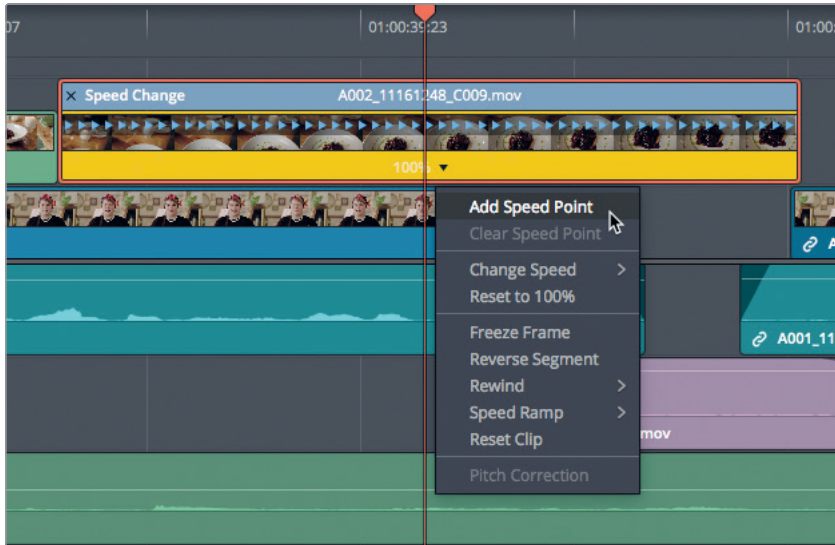 07
01:00:39:23
01:00:
× Speed Change A002_11161248_C009.mov
100% ▼
Add Speed Point
Clear Speed Point
Change Speed >
Reset to 100%
Freeze Frame
Reverse Segment
Rewind >
Speed Ramp >
Reset Clip
Pitch Correction
A
A001_11
mov